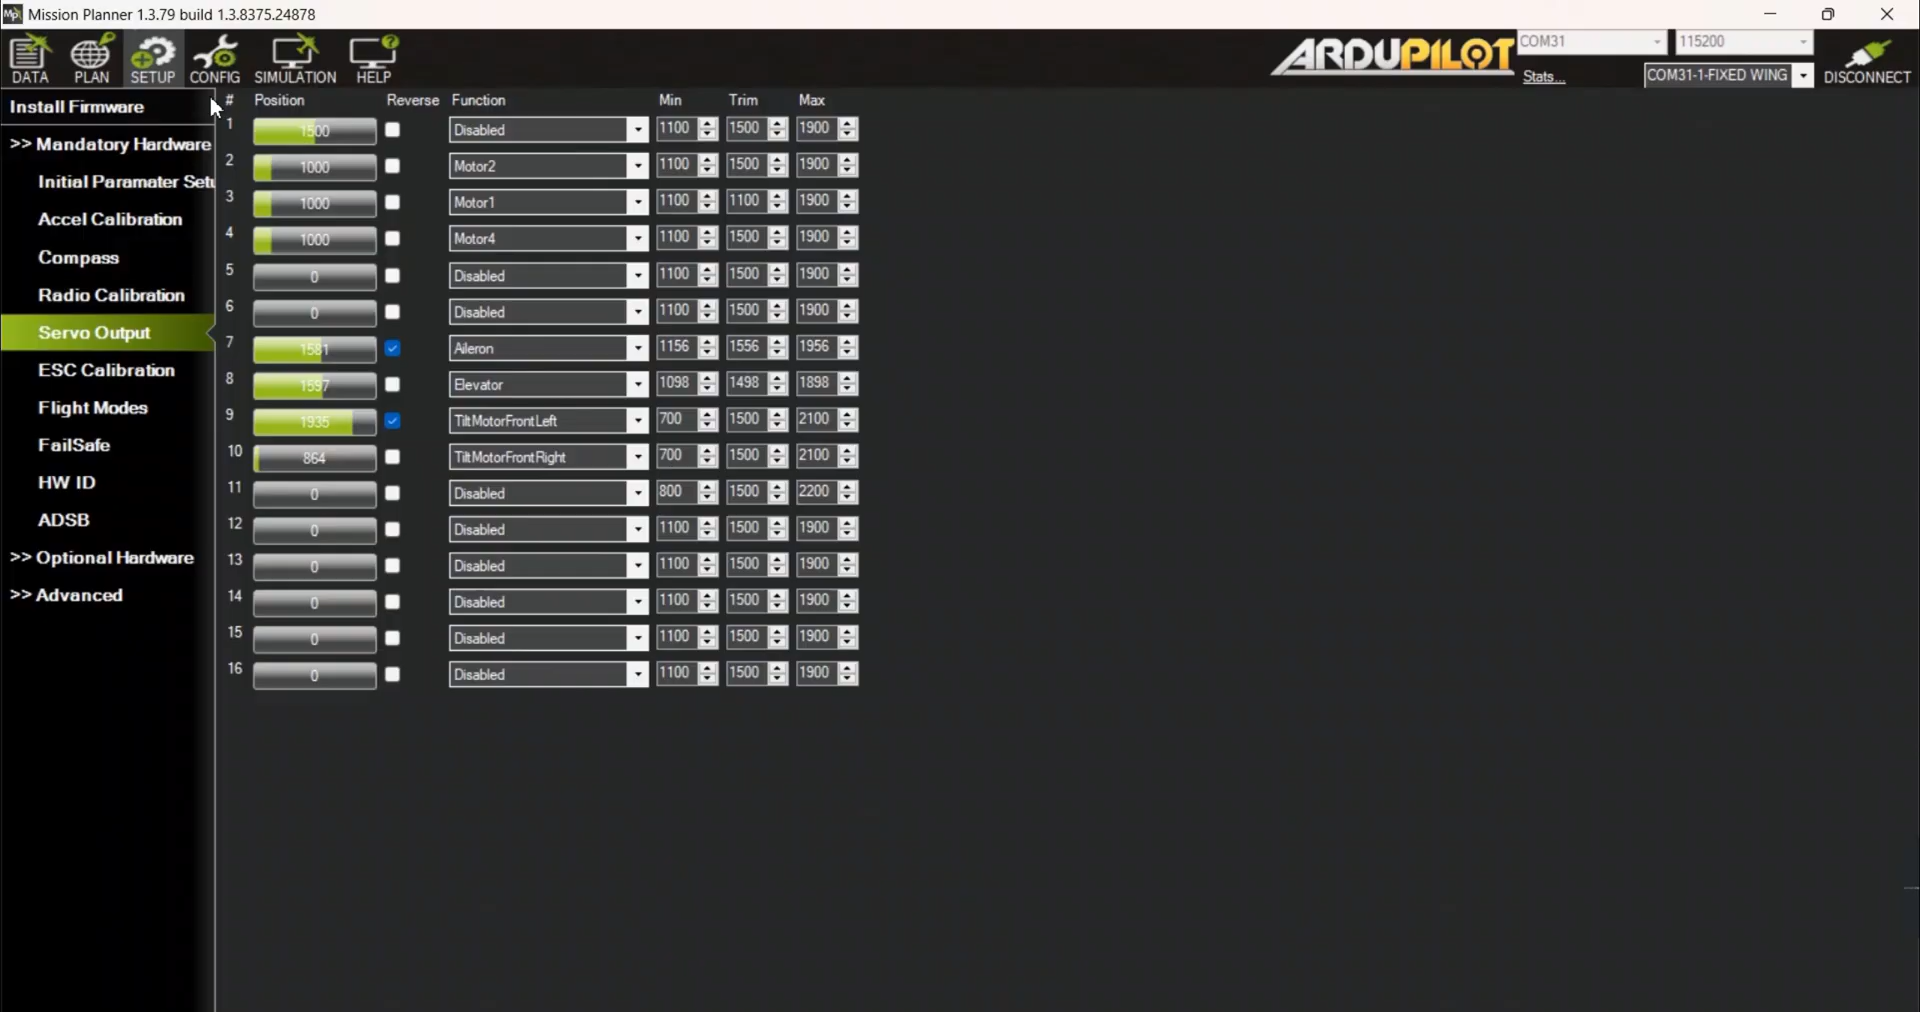 Mission Planner 1.3.79 build 1.3.8375.24878
DATA PLAN SETUP CONFIG SIMULATION HELP
ARDUPILOT
COM31 115200
Stats... COM31-1-FIXED WING DISCONNECT
Install Firmware
>> Mandatory Hardware
Initial Paramater Setu
Accel Calibration
Compass
Radio Calibration
Servo Output
ESC Calibration
Flight Modes
FailSafe
HW ID
ADSB
>> Optional Hardware
>> Advanced
# Position Reverse Function Min Trim Max
1 1500 Disabled 1100 1500 1900
2 1000 Motor2 1100 1500 1900
3 1000 Motor1 1100 1100 1900
4 1000 Motor4 1100 1500 1900
5 0 Disabled 1100 1500 1900
6 0 Disabled 1100 1500 1900
7 1581 Aileron 1156 1556 1956
8 1597 Elevator 1098 1498 1898
9 1935 TiltMotorFrontLeft 700 1500 2100
10 864 TiltMotorFrontRight 700 1500 2100
11 0 Disabled 800 1500 2200
12 0 Disabled 1100 1500 1900
13 0 Disabled 1100 1500 1900
14 0 Disabled 1100 1500 1900
15 0 Disabled 1100 1500 1900
16 0 Disabled 1100 1500 1900